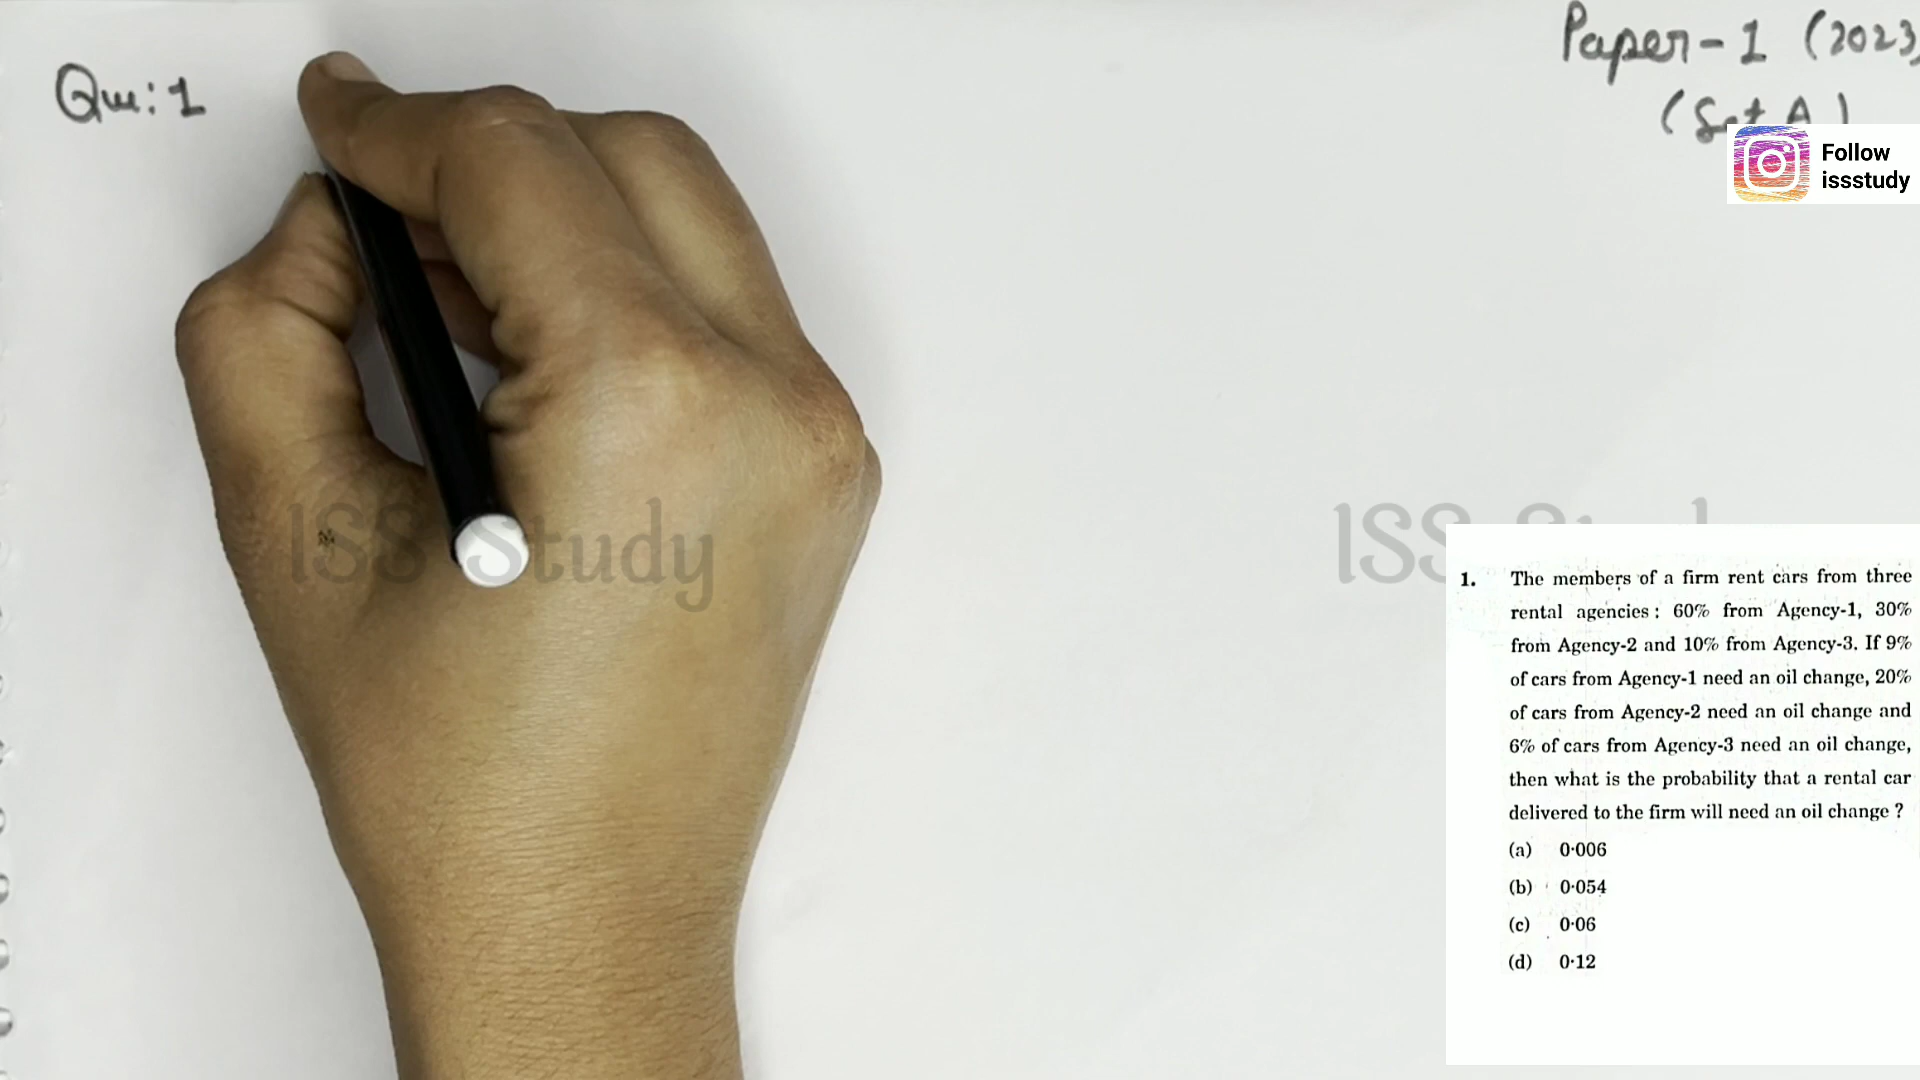 Paper-1 (2023)
Que: 1
(Set A)
Follow
issstudy
ISS Study
ISS
1. The members of a firm rent cars from three
rental agencies : 60% from Agency-1, 30%
from Agency-2 and 10% from Agency-3. If 9%
of cars from Agency-1 need an oil change, 20%
of cars from Agency-2 need an oil change and
6% of cars from Agency-3 need an oil change,
then what is the probability that a rental car
delivered to the firm will need an oil change ?
(a) 0·006
(b) 0·054
(c) 0·06
(d) 0·12